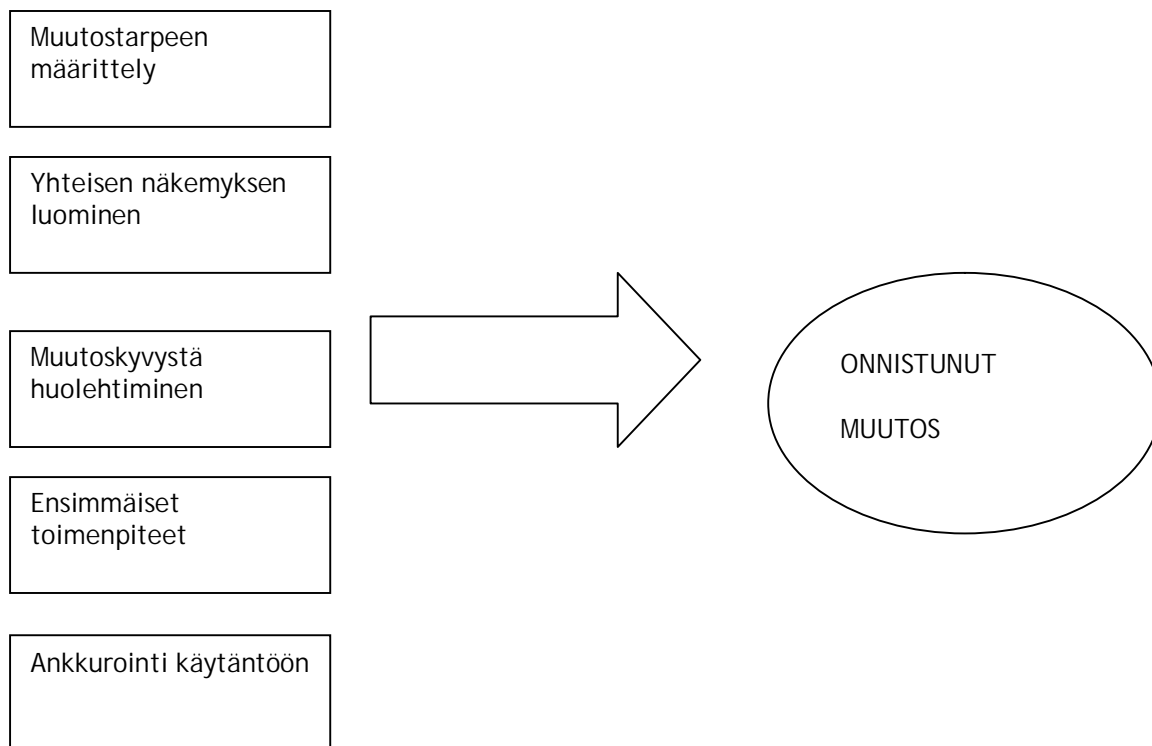 Muutostarpeen
määrittely
Yhteisen näkemyksen
luominen
Muutoskyvystä
huolehtiminen
Ensimmäiset
toimenpiteet
Ankkurointi käytäntöön
ONNISTUNUT
MUUTOS